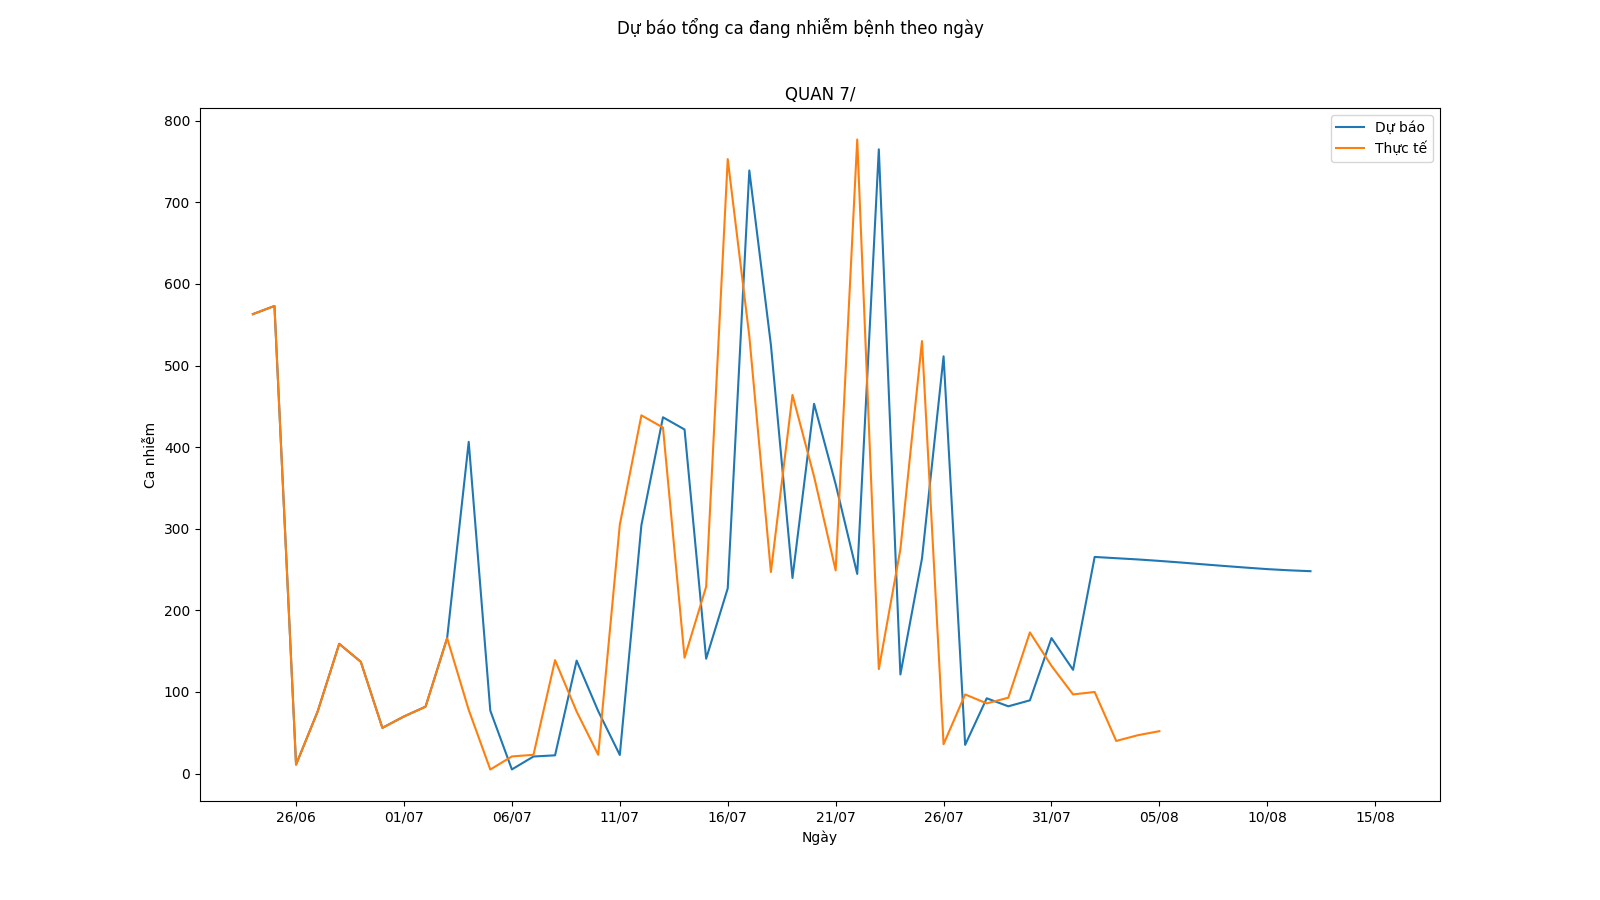 Dự báo tổng ca đang nhiễm bệnh theo ngày
QUAN 7/
Dự báo
Thực tế
Ca nhiễm
800
700
600
500
400
300
200
100
0
26/06 01/07 06/07 11/07 16/07 21/07 26/07 31/07 05/08 10/08 15/08
Ngày